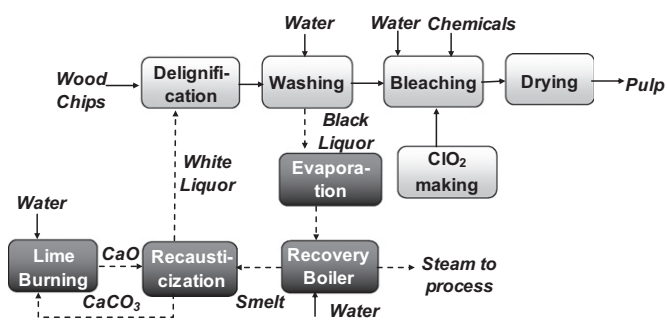 Water
Water Chemicals
Wood
Chips
Delignifi-
cation
Washing
Bleaching
Drying
Pulp
Black
Liquor
White
Liquor
Evapora-
tion
ClO2
making
Water
Lime
Burning
CaO
Recausti-
cization
Recovery
Boiler
Steam to
process
CaCO3
Smelt
Water